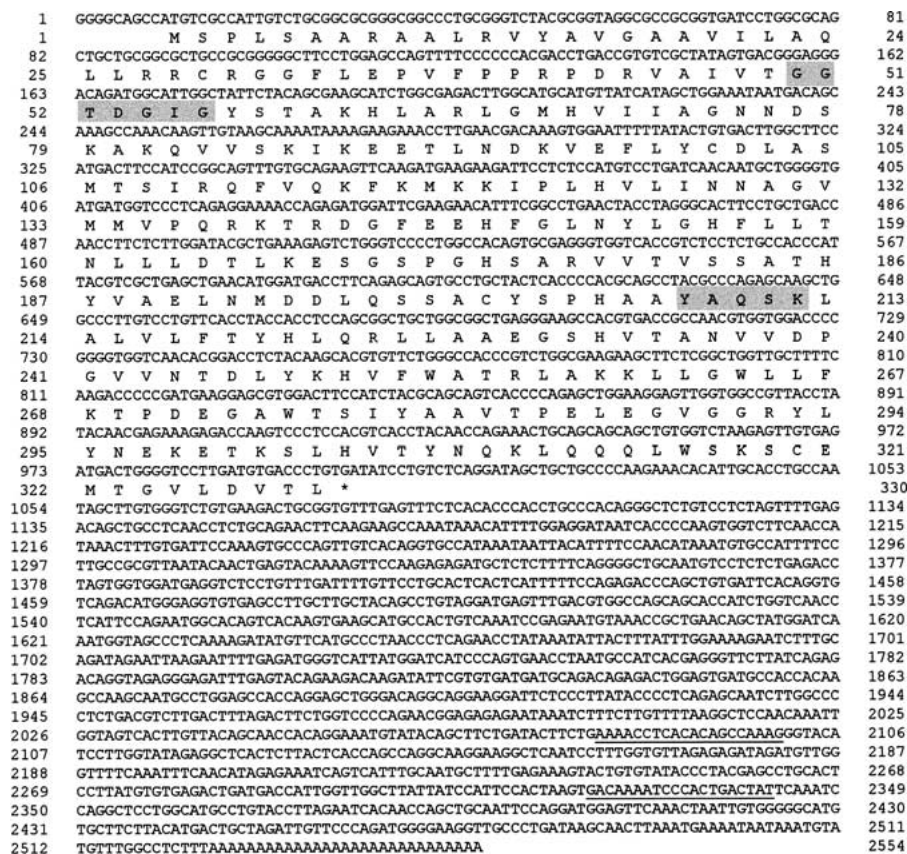 1 GGGGCAGCCATGTCGCCATTGTCTGCGGCGCGGGCGGCCCTGCGGGTCTACGCGGTAGGCGCCGCGGTGATCCTGGCGCAG 81
1 M S P L S A A R A A L R V Y A V G A A V I L A Q 24
82 CTGCTGCGGCGCTGCCGCGGGGGCTTCCTGGAGCCAGTTTTCCCCCCACGACCTGACCGTGTCGCTATAGTGACGGGAGGG 162
25 L L R R C R G G F L E P V F P P R P D R V A I V T G G 51
163 ACAGATGGCATTGGCTATTCTACAGCGAAGCATCTGGCGAGACTTGGCATGCATGTTATCATAGCTGGAAATAATGACAGC 243
52 T D G I G Y S T A K H L A R L G M H V I I A G N N D S 78
244 AAAGCCAAACAAGTTGTAAGCAAAATAAAAGAAGAAACCTTGAACGACAAAGTGGAATTTTTATACTGTGACTTGGCTTCC 324
79 K A K Q V V S K I K E E T L N D K V E F L Y C D L A S 105
325 ATGACTTCCATCCGGCAGTTTGTGCAGAAGTTCAAGATGAAGAAGATTCCTCTCCATGTCCTGATCAACAATGCTGGGGTG 405
106 M T S I R Q F V Q K F K M K K I P L H V L I N N A G V 132
406 ATGATGGTCCCTCAGAGGAAAACCAGAGATGGATTCGAAGAACATTTCGGCCTGAACTACCTAGGGCACTTCCTGCTGACC 486
133 M M V P Q R K T R D G F E E H F G L N Y L G H F L L T 159
487 AACCTTCTCTTGGATACGCTGAAAGAGTCTGGGTCCCCTGGCCACAGTGCGAGGGTGGTCACCGTCTCCTCTGCCACCCAT 567
160 N L L L D T L K E S G S P G H S A R V V T V S S A T H 186
568 TACGTCGCTGAGCTGAACATGGATGACCTTCAGAGCAGTGCCTGCTACTCACCCCACGCAGCCTACGCCCAGAGCAAGCTG 648
187 Y V A E L N M D D L Q S S A C Y S P H A A Y A Q S K L 213
649 GCCCTTGTCCTGTTCACCTACCACCTCCAGCGGCTGCTGGCGGCTGAGGGAAGCCACGTGACCGCCAACGTGGTGGACCCC 729
214 A L V L F T Y H L Q R L L A A E G S H V T A N V V D P 240
730 GGGGTGGTCAACACGGACCTCTACAAGCACGTGTTCTGGGCCACCCGTCTGGCGAAGAAGCTTCTCGGCTGGTTGCTTTTC 810
241 G V V N T D L Y K H V F W A T R L A K K L L G W L L F 267
811 AAGACCCCCGATGAAGGAGCGTGGACTTCCATCTACGCAGCAGTCACCCCAGAGCTGGAAGGAGTTGGTGGCCGTTACCTA 891
268 K T P D E G A W T S I Y A A V T P E L E G V G G R Y L 294
892 TACAACGAGAAAGAGACCAAGTCCCTCCACGTCACCTACAACCAGAAACTGCAGCAGCAGCTGTGGTCTAAGAGTTGTGAG 972
295 Y N E K E T K S L H V T Y N Q K L Q Q Q L W S K S C E 321
973 ATGACTGGGGTCCTTGATGTGACCCTGTGATATCCTGTCTCAGGATAGCTGCTGCCCCAAGAAACACATTGCACCTGCCAA 1053
322 M T G V L D V T L * 330
1054 TAGCTTGTGGGTCTGTGAAGACTGCGGTGTTTGAGTTTCTCACACCCACCTGCCCACAGGGCTCTGTCCTCTAGTTTTGAG 1134
1135 ACAGCTGCCTCAACCTCTGCAGAACTTCAAGAAGCCAAATAAACATTTTGGAGGATAATCACCCCAAGTGGTCTTCAACCA 1215
1216 TAAACTTTGTGATTCCAAAGTGCCCAGTTGTCACAGGTGCCATAAATAATTACATTTTCCAACATAAATGTGCCATTTTCC 1296
1297 TTGCCGCGTTAATACAACTGAGTACAAAAGTTCCAAGAGAGATGCTCTCTTTTCAGGGGCTGCAATGTCCTCTCTGAGACC 1377
1378 TAGTGGTGGATGAGGTCTCCTGTTTGATTTTGTTCCTGCACTCACTCATTTTTCCAGAGACCCAGCTGTGATTCACAGGTG 1458
1459 TCAGACATGGGAGGTGTGAGCCTTGCTTGCTACAGCCTGTAGGATGAGTTTGACGTGGCCAGCAGCACCATCTGGTCAACC 1539
1540 TCATTCCAGAATGGCACAGTCACAAGTGAAGCATGCCACTGTCAAATCCGAGAATGTAAACCGCTGAACAGCTATGGATCA 1620
1621 AATGGTAGCCCTCAAAAGATATGTTCATGCCCTAACCCTCAGAACCTATAAATATTACTTTATTTGGAAAAGAATCTTTGC 1701
1702 AGATAGAATTAAGAATTTTGAGATGGGTCATTATGGATCATCCCAGTGAACCTAATGCCATCACGAGGGTTCTTATCAGAG 1782
1783 ACAGGTAGAGGGAGATTTGAGTACAGAAGACAAGATATTCGTGTGATGATGCAGACAGAGACTGGAGTGATGCCACCACAA 1863
1864 GCCAAGCAATGCCTGGAGCCACCAGGAGCTGGGACAGGCAGGAAGGATTCTCCCTTATACCCCTCAGAGCAATCTTGGCCC 1944
1945 CTCTGACGTCTTGACTTTAGACTTCTGGTCCCCAGAACGGAGAGAGAATAAATCTTTCTTGTTTTAAGGCTCCAACAAATT 2025
2026 GGTAGTCACTTGTTACAGCAACCACAGGAAATGTATACAGCTTCTGATACTTCTGAAAACCTCACACAGCCAAAGGGTACA 2106
2107 TCCTTGGTATAGAGGCTCACTCTTACTCACCAGCCAGGCAAGGAAGGCTCAATCCTTTGGTGTTAGAGAGATAGATGTTGG 2187
2188 GTTTTCAAATTTCAACATAGAGAAATCAGTCATTTGCAATGCTTTTGAGAAAGTACTGTGTATACCCTACGAGCCTGCACT 2268
2269 CCTTATGTGTGAGACTGATGACCATTGGTTGGCTTATTATCCATTCCACTAAGTGACAAAATCCCACTGACTATTCAAATC 2349
2350 CAGGCTCCTGGCATGCCTGTACCTTAGAATCACAACCAGCTGCAATTCCAGGATGGAGTTCAAACTAATTGTGGGGGCATG 2430
2431 TGCTTCTTACATGACTGCTAGATTGTTCCCAGATGGGGAAGGTTGCCCTGATAAGCAACTTAAATGAAAATAATAAATGTA 2511
2512 TGTTTGGCCTCTTTAAAAAAAAAAAAAAAAAAAAAAAAAAAAA 2554